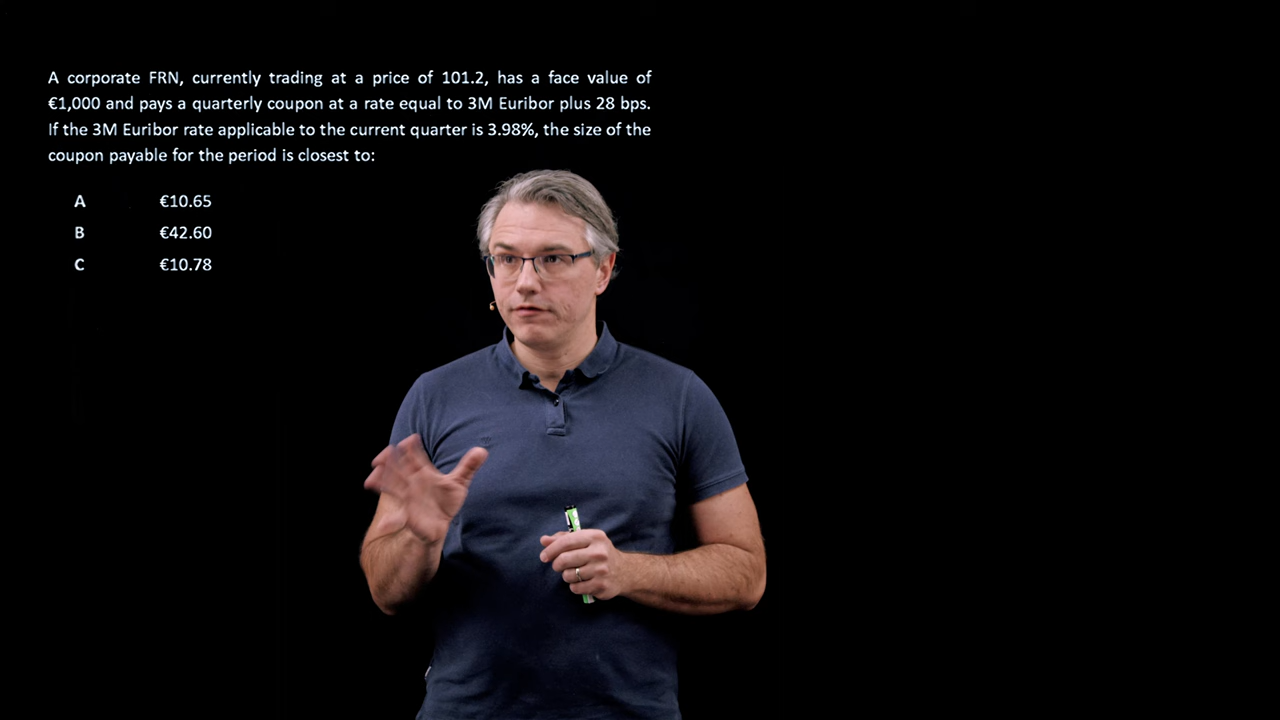 A corporate FRN, currently trading at a price of 101.2, has a face value of
€1,000 and pays a quarterly coupon at a rate equal to 3M Euribor plus 28 bps.
If the 3M Euribor rate applicable to the current quarter is 3.98%, the size of the
coupon payable for the period is closest to:
A €10.65
B €42.60
C €10.78